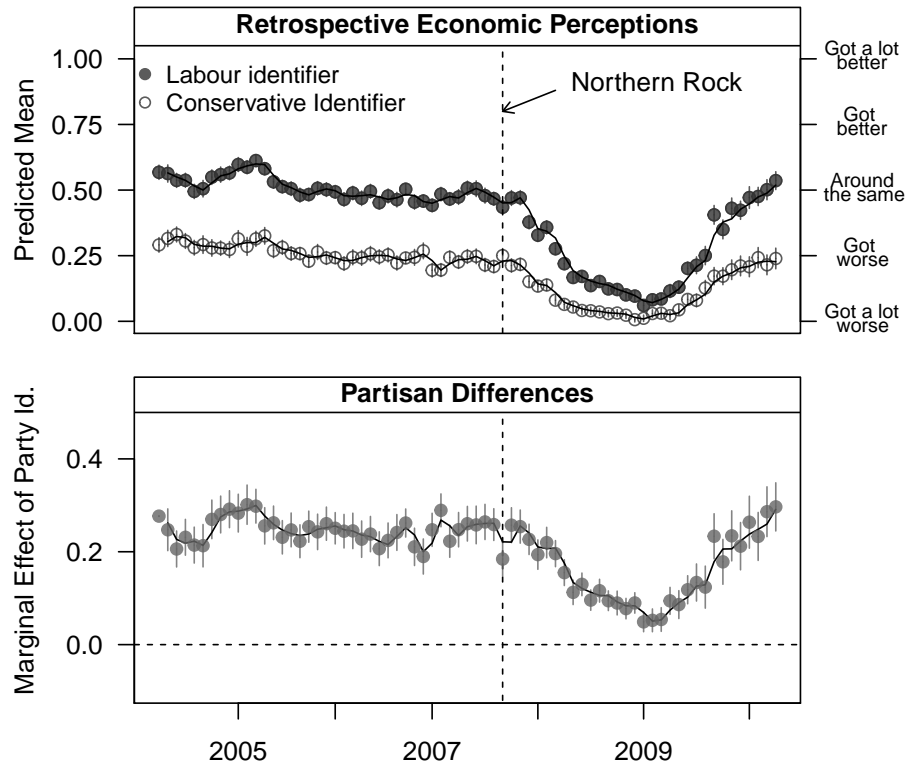 Retrospective Economic Perceptions
Predicted Mean
1.00
0.75
0.50
0.25
0.00
Labour identifier
Conservative Identifier
Northern Rock
Got a lot
better
Got
better
Around
the same
Got
worse
Got a lot
worse
Partisan Differences
Marginal Effect of Party Id.
0.4
0.2
0.0
2005
2007
2009